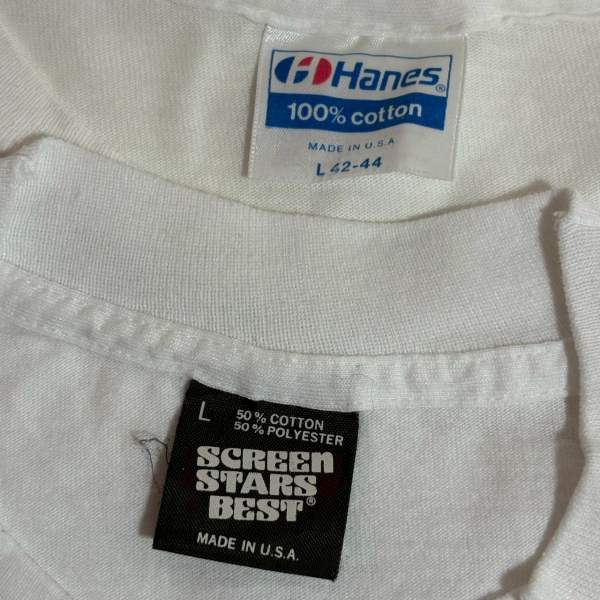 Hanes®
100% cotton
MADE IN U.S.A.
L 42-44
L
50% COTTON
50% POLYESTER
SCREEN
STARS
BEST®
MADE IN U.S.A.